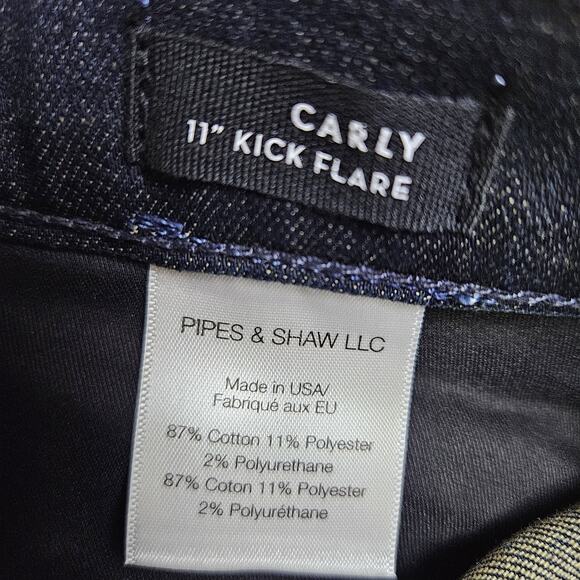 CARLY
11" KICK FLARE
PIPES & SHAW LLC
Made in USA/
Fabriqué aux EU
87% Cotton 11% Polyester
2% Polyurethane
87% Coton 11% Polyester
2% Polyuréthane